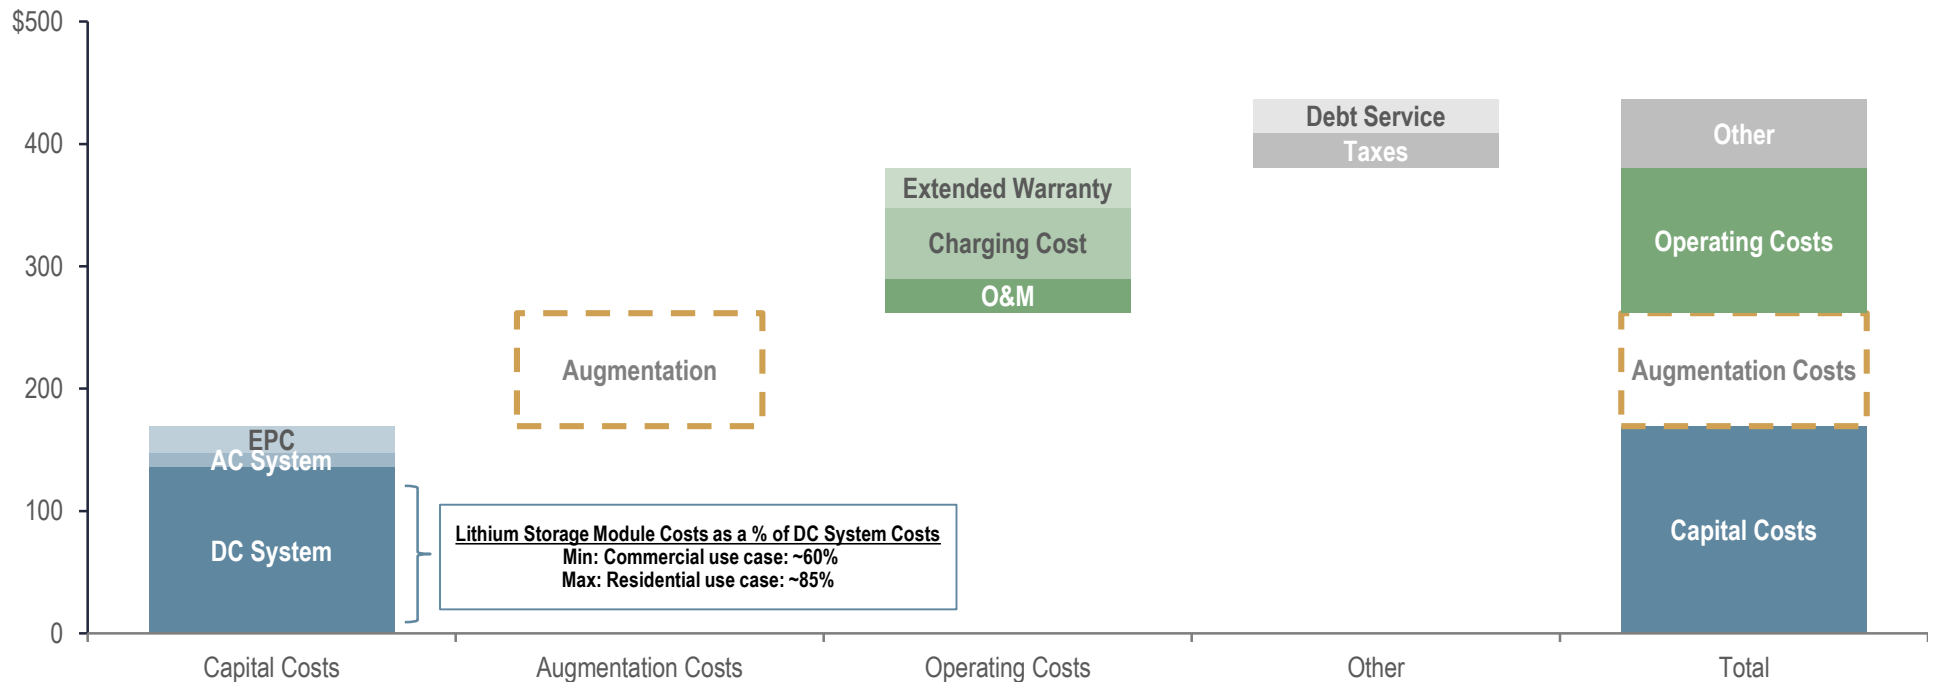 $500
400
300
200
100
0
EPC
AC System
DC System
Lithium Storage Module Costs as a % of DC System Costs
Min: Commercial use case: ~60%
Max: Residential use case: ~85%
Augmentation
Extended Warranty
Charging Cost
O&M
Debt Service
Taxes
Other
Operating Costs
Augmentation Costs
Capital Costs
Capital Costs
Augmentation Costs
Operating Costs
Other
Total